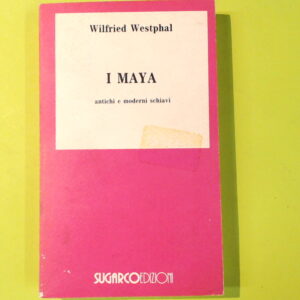 Wilfried Westphal
I MAYA
antichi e moderni schiavi
SUGARCOEDIZIONI